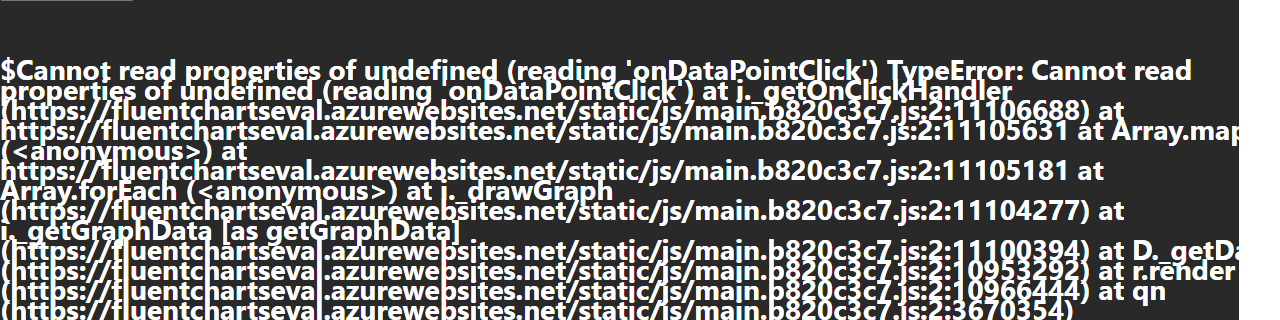 $Cannot read properties of undefined (reading 'onDataPointClick') TypeError: Cannot read
properties of undefined (reading 'onDataPointClick') at i._getOnClickHandler
(https://fluentchartseval.azurewebsites.net/static/js/main.b820c3c7.js:2:11106688) at
https://fluentchartseval.azurewebsites.net/static/js/main.b820c3c7.js:2:11105631 at Array.map
(<anonymous>) at
https://fluentchartseval.azurewebsites.net/static/js/main.b820c3c7.js:2:11105181 at
Array.forEach (<anonymous>) at i._drawGraph
(https://fluentchartseval.azurewebsites.net/static/js/main.b820c3c7.js:2:11104277) at
i._getGraphData [as getGraphData]
(https://fluentchartseval.azurewebsites.net/static/js/main.b820c3c7.js:2:11100394) at D._getDa
(https://fluentchartseval.azurewebsites.net/static/js/main.b820c3c7.js:2:10953292) at r.render
(https://fluentchartseval.azurewebsites.net/static/js/main.b820c3c7.js:2:10966444) at qn
(https://fluentchartseval.azurewebsites.net/static/js/main.b820c3c7.js:2:3670354)